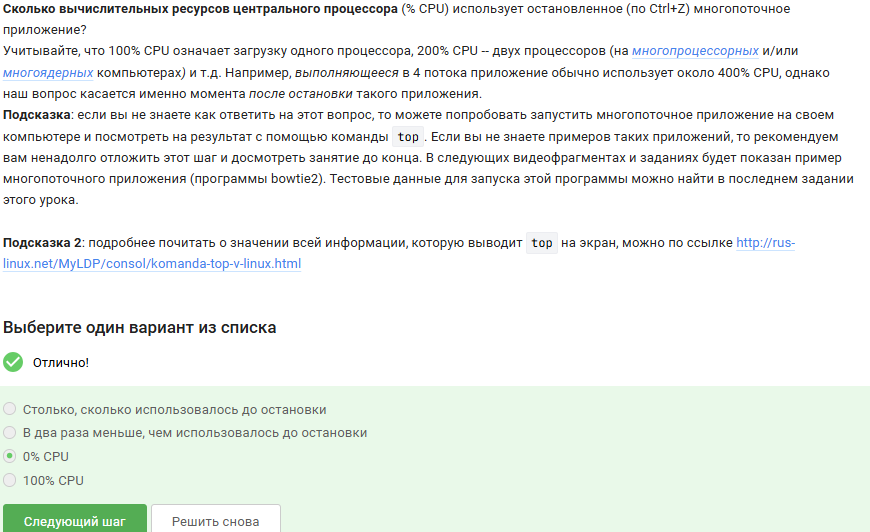 Сколько вычислительных ресурсов центрального процессора (% CPU) использует остановленное (по Ctrl+Z) многопоточное
приложение?
Учитывайте, что 100% CPU означает загрузку одного процессора, 200% CPU -- двух процессоров (на многопроцессорных и/или
многоядерных компьютерах) и т.д. Например, выполняющееся в 4 потока приложение обычно использует около 400% CPU, однако
наш вопрос касается именно момента после остановки такого приложения.
Подсказка: если вы не знаете как ответить на этот вопрос, то можете попробовать запустить многопоточное приложение на своем
компьютере и посмотреть на результат с помощью команды top. Если вы не знаете примеров таких приложений, то рекомендуем
вам ненадолго отложить этот шаг и досмотреть занятие до конца. В следующих видеофрагментах и заданиях будет показан пример
многопоточного приложения (программы bowtie2). Тестовые данные для запуска этой программы можно найти в последнем задании
этого урока.
Подсказка 2: подробнее почитать о значении всей информации, которую выводит top на экран, можно по ссылке http://rus-
linux.net/MyLDP/consol/komanda-top-v-linux.html
Выберите один вариант из списка
Отлично!
Столько, сколько использовалось до остановки
В два раза меньше, чем использовалось до остановки
0% CPU
100% CPU
Следующий шаг
Решить снова